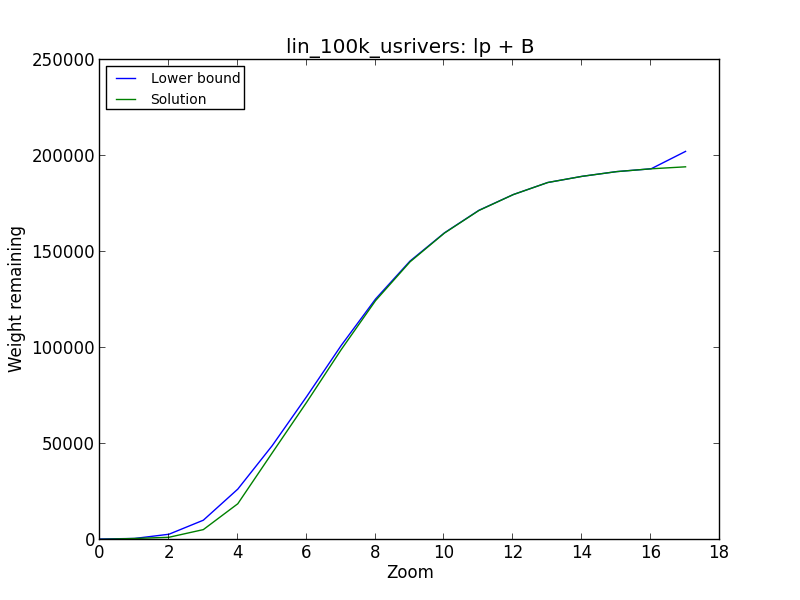 lin_100k_usrivers: lp + B
Lower bound
Solution
Weight remaining
250000
200000
150000
100000
50000
0
0 2 4 6 8 10 12 14 16 18
Zoom